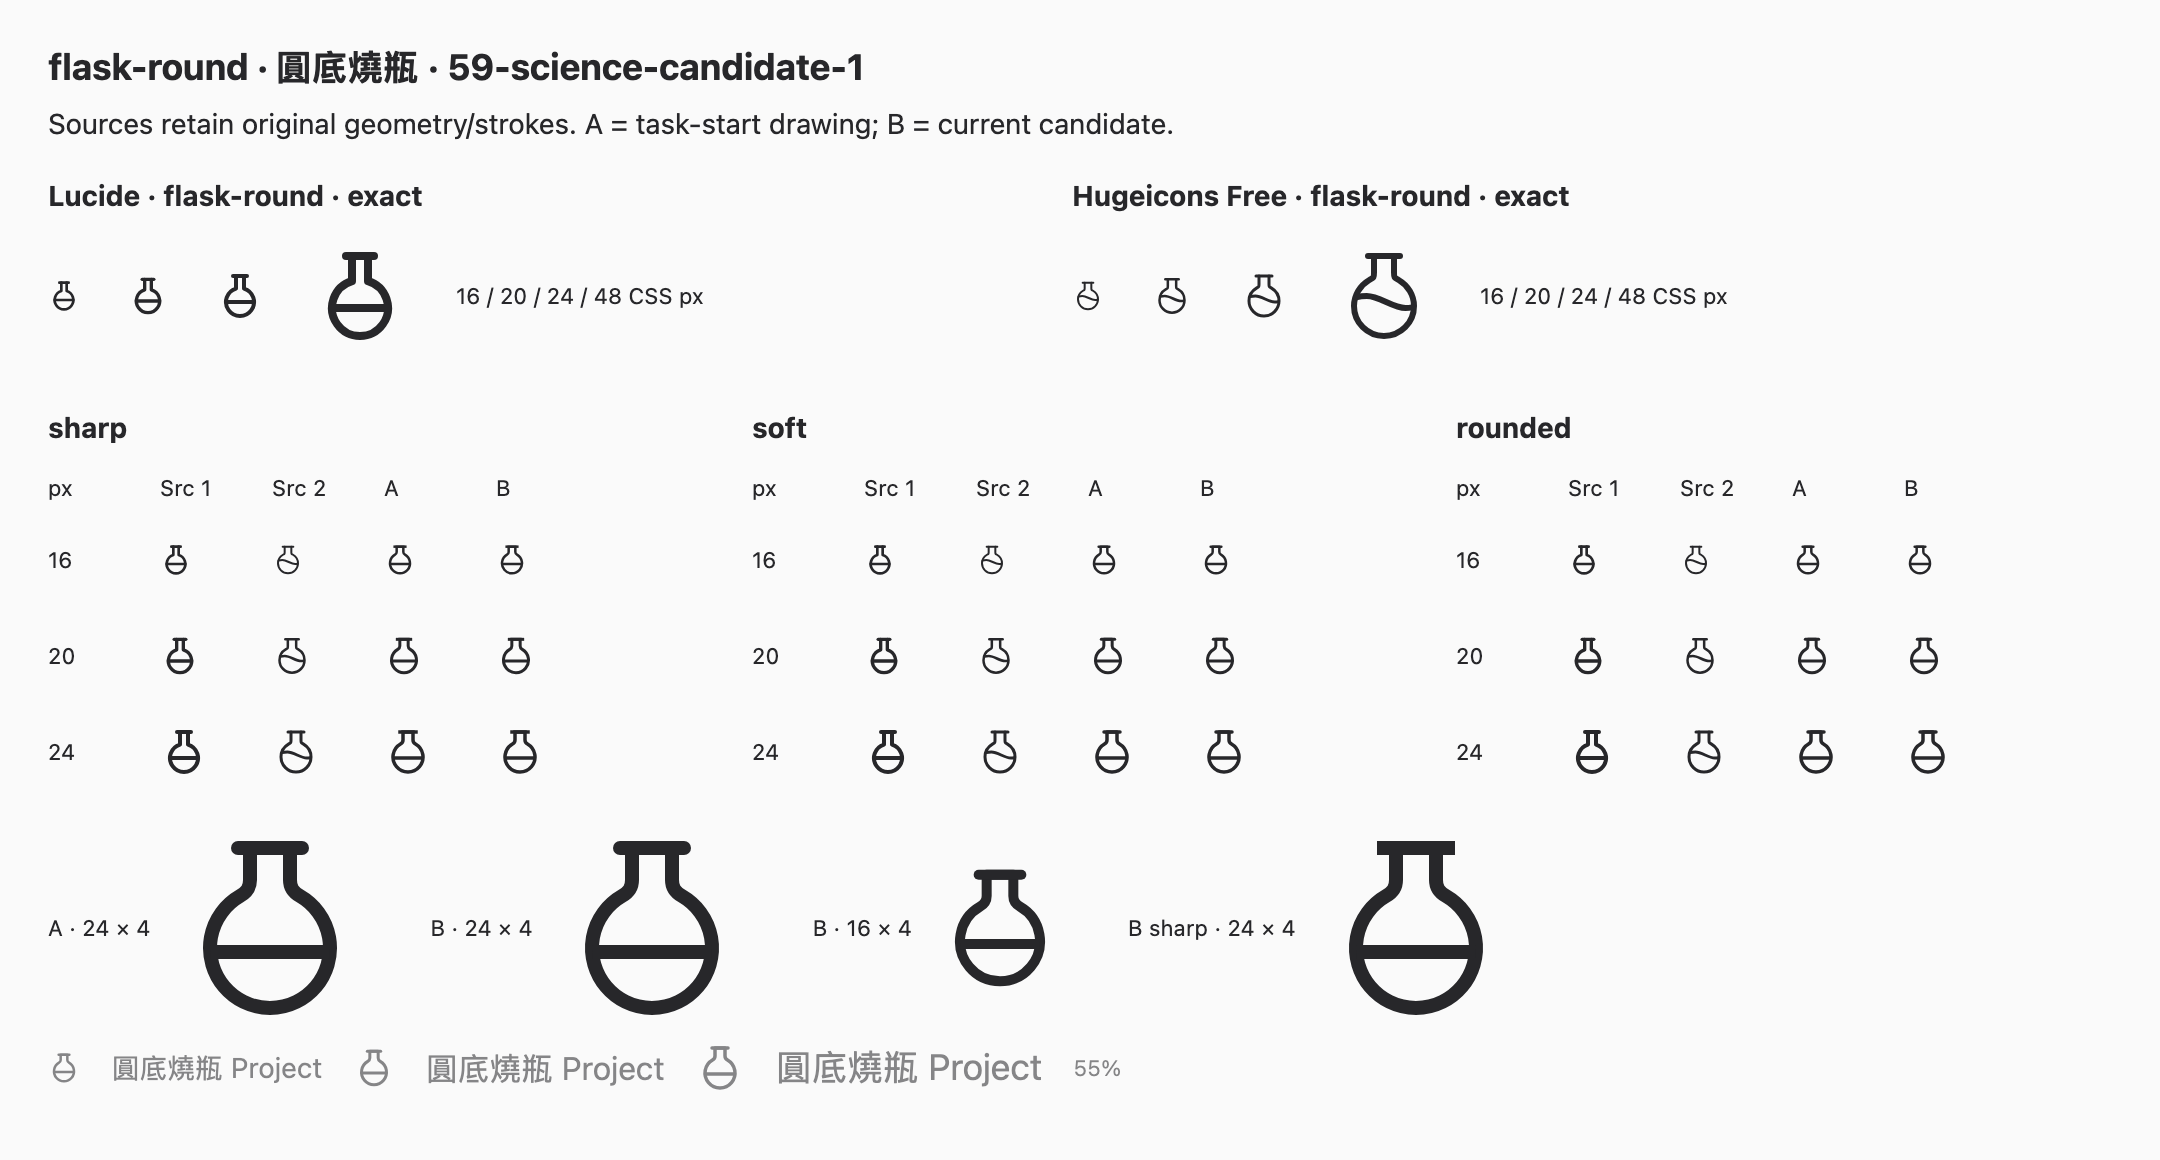 flask-round · 圓底燒瓶 · 59-science-candidate-1
Sources retain original geometry/strokes. A = task-start drawing; B = current candidate.
Lucide · flask-round · exact
16 / 20 / 24 / 48 CSS px
Hugeicons Free · flask-round · exact
16 / 20 / 24 / 48 CSS px
sharp
px Src 1 Src 2 A B
16
20
24
soft
px Src 1 Src 2 A B
16
20
24
rounded
px Src 1 Src 2 A B
16
20
24
A · 24 × 4
B · 24 × 4
B · 16 × 4
B sharp · 24 × 4
圓底燒瓶 Project
圓底燒瓶 Project
圓底燒瓶 Project
55%